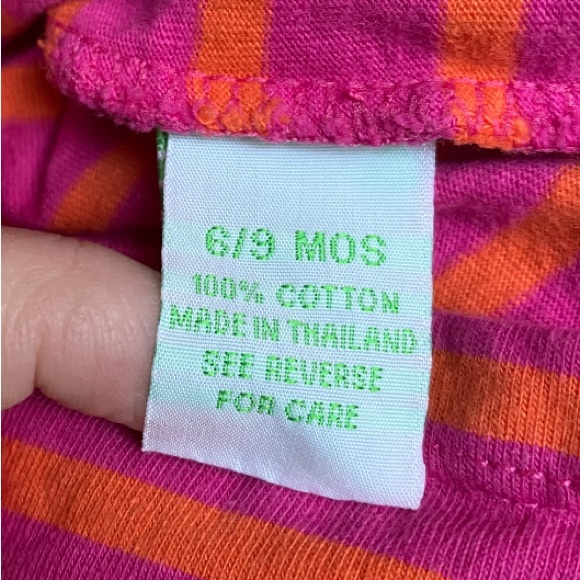 6/9 MOS
100% COTTON
MADE IN THAILAND
SEE REVERSE
FOR CARE